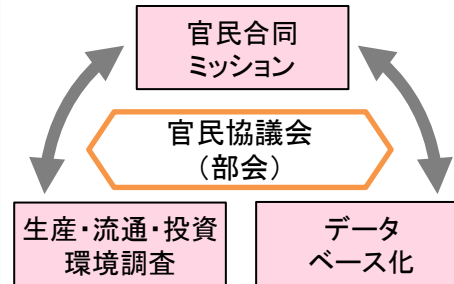 官民合同
ミッション
官民協議会
（部会）
生産・流通・投資
環境調査
データ
ベース化